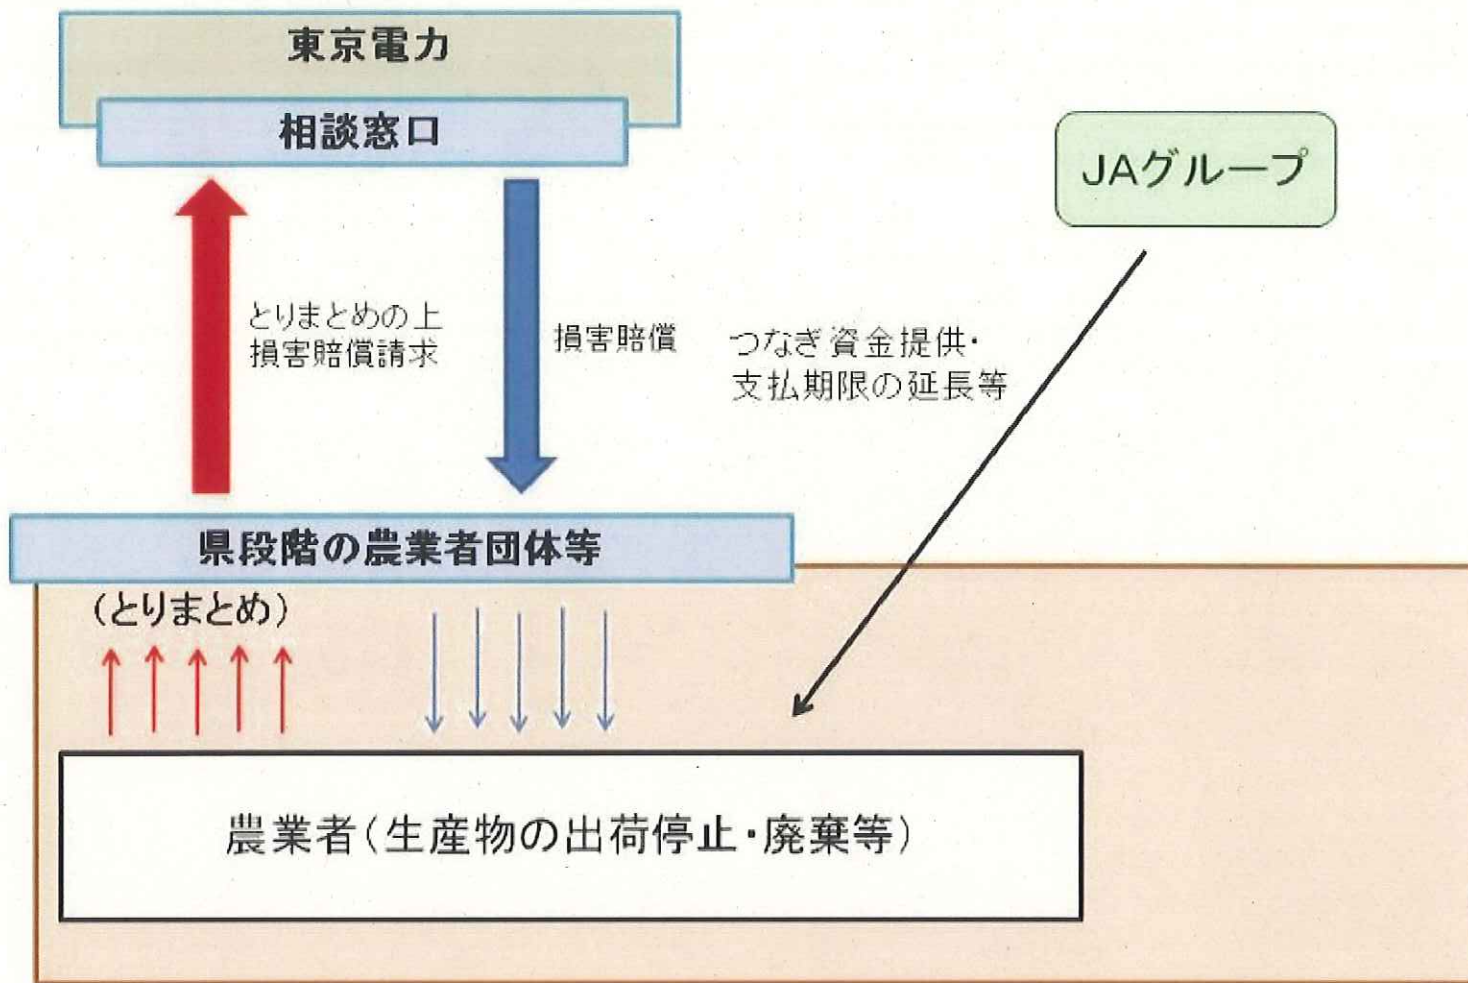 東京電力
相談窓口
JAグループ
とりまとめの上
損害賠償請求
損害賠償
つなぎ資金提供・
支払期限の延長等
県段階の農業者団体等
(とりまとめ)
農業者(生産物の出荷停止・廃棄等)